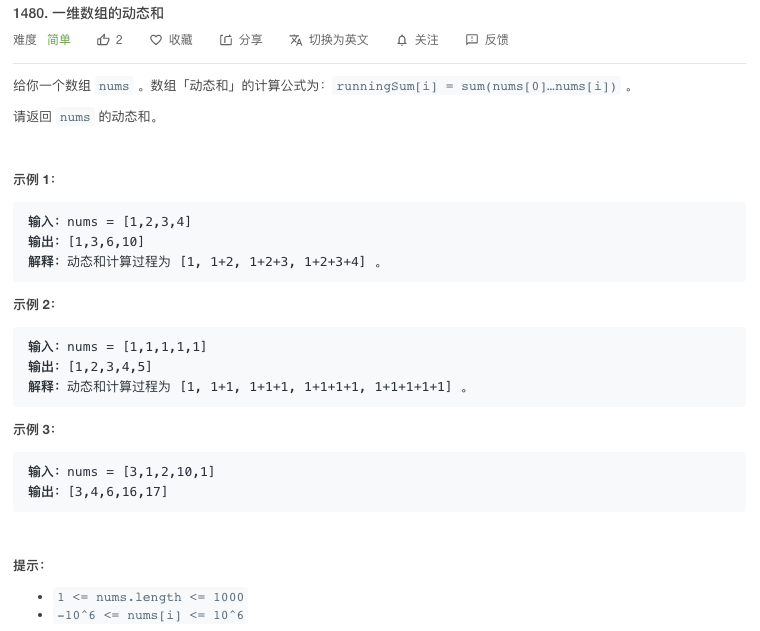 1480. 一维数组的动态和
难度 简单 2 收藏 分享 切换为英文 关注 反馈
给你一个数组 nums 。数组「动态和」的计算公式为：runningSum[i] = sum(nums[0]…nums[i]) 。
请返回 nums 的动态和。
示例 1：
输入：nums = [1,2,3,4]
输出：[1,3,6,10]
解释：动态和计算过程为 [1, 1+2, 1+2+3, 1+2+3+4] 。
示例 2：
输入：nums = [1,1,1,1,1]
输出：[1,2,3,4,5]
解释：动态和计算过程为 [1, 1+1, 1+1+1, 1+1+1+1, 1+1+1+1+1] 。
示例 3：
输入：nums = [3,1,2,10,1]
输出：[3,4,6,16,17]
提示：
• 1 <= nums.length <= 1000
• -10^6 <= nums[i] <= 10^6